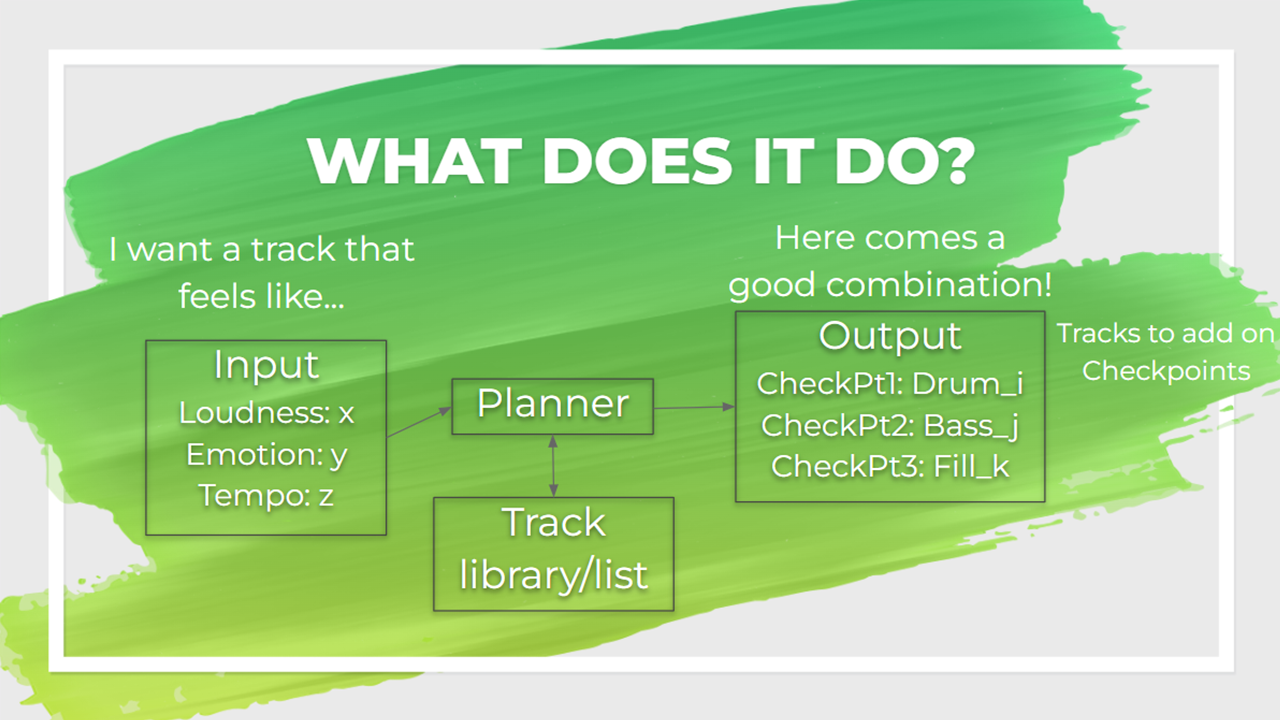 WHAT DOES IT DO?
I want a track that
feels like...
Input
Loudness: x
Emotion: y
Tempo: z
Planner
Track
library/list
Here comes a
good combination!
Output
CheckPt1: Drum_i
CheckPt2: Bass_j
CheckPt3: Fill_k
Tracks to add on
Checkpoints